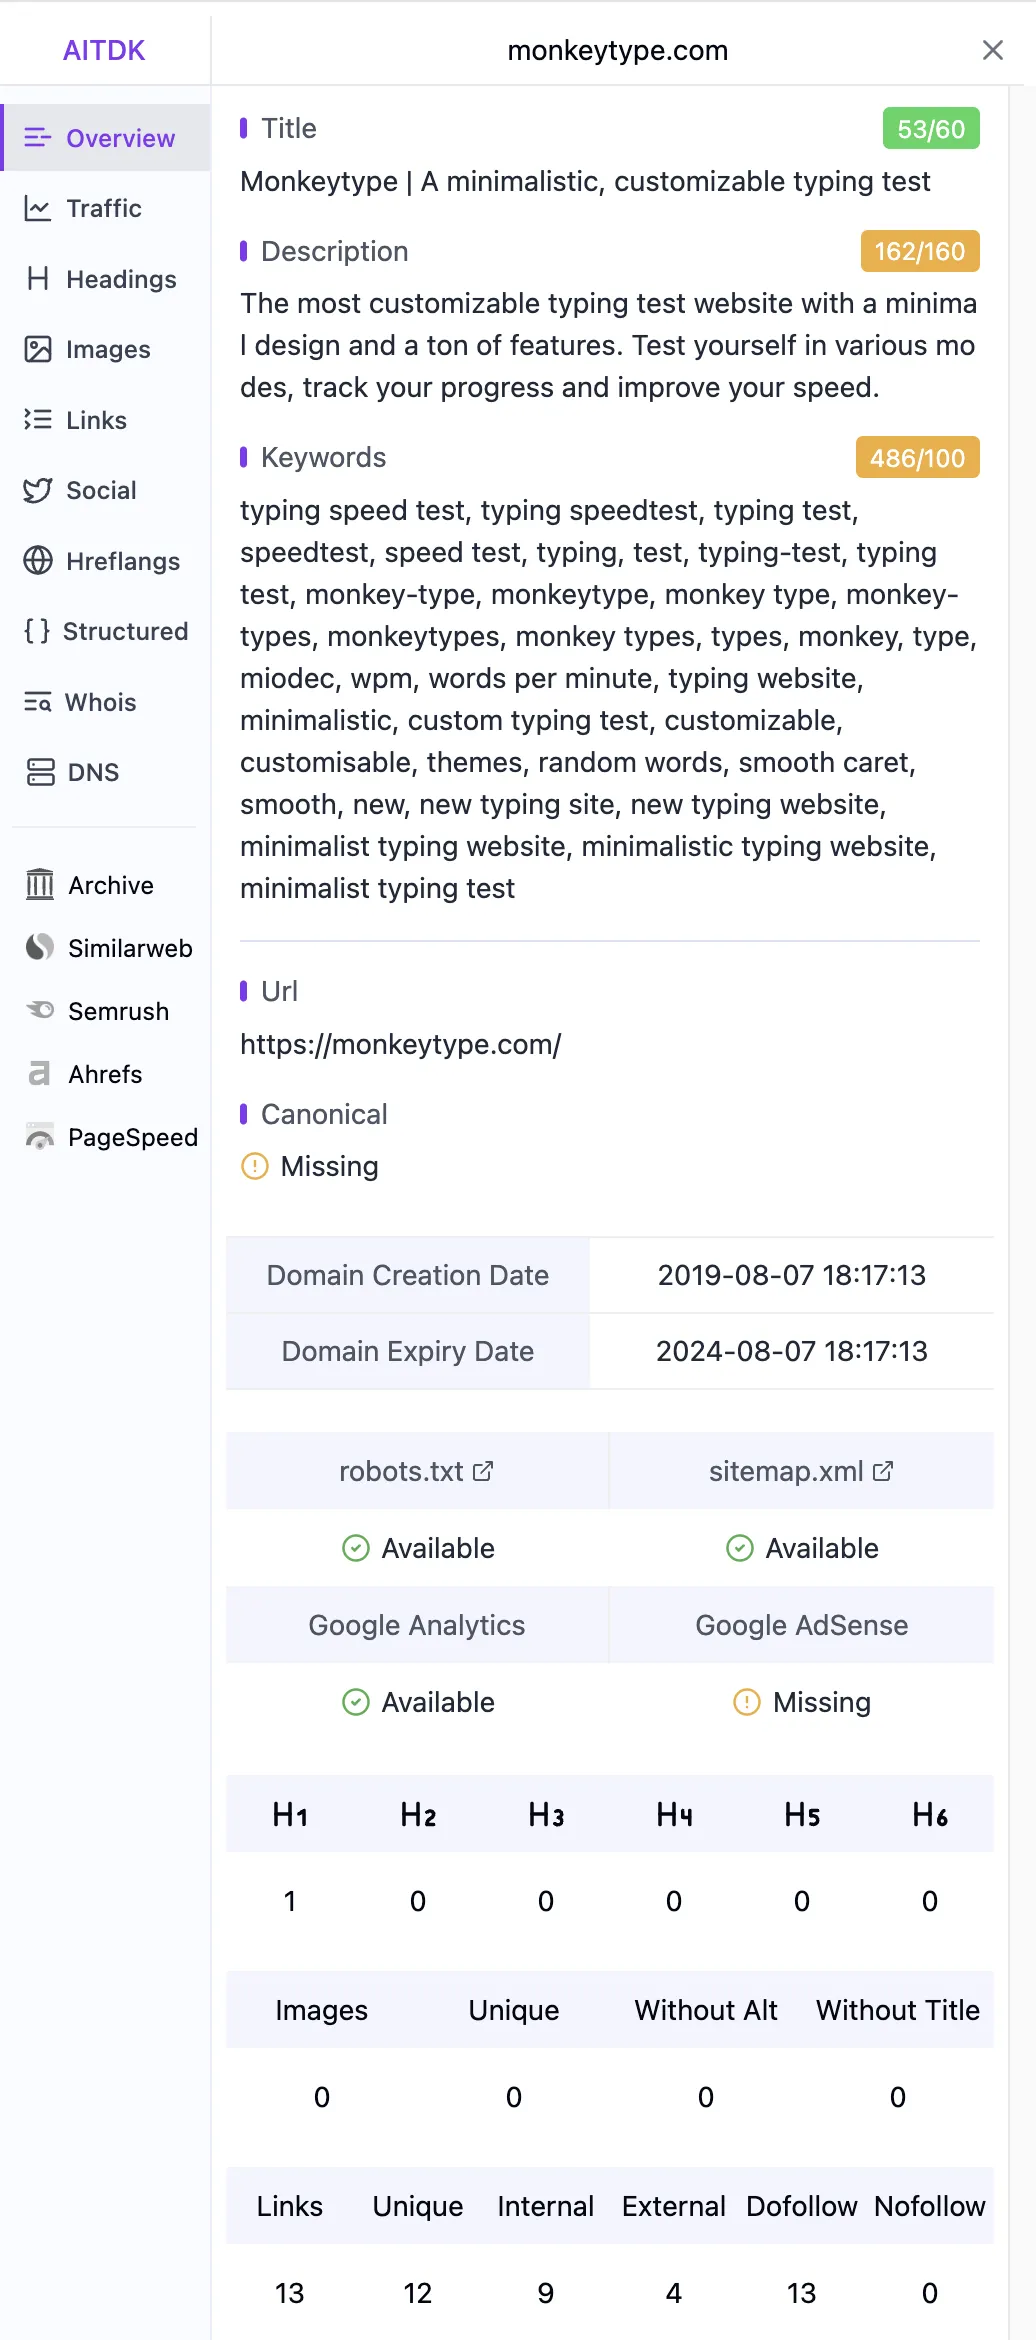 AITDK
monkeytype.com
Overview
Traffic
Headings
Images
Links
Social
Hreflangs
Structured
Whois
DNS
Archive
Similarweb
Semrush
Ahrefs
PageSpeed
Title 53/60
Monkeytype | A minimalistic, customizable typing test
Description 162/160
The most customizable typing test website with a minima
l design and a ton of features. Test yourself in various mo
des, track your progress and improve your speed.
Keywords 486/100
typing speed test, typing speedtest, typing test,
speedtest, speed test, typing, test, typing-test, typing
test, monkey-type, monkeytype, monkey type, monkey-
types, monkeytypes, monkey types, types, monkey, type,
miodec, wpm, words per minute, typing website,
minimalistic, custom typing test, customizable,
customisable, themes, random words, smooth caret,
smooth, new, new typing site, new typing website,
minimalist typing website, minimalistic typing website,
minimalist typing test
Url
https://monkeytype.com/
Canonical
Missing
Domain Creation Date 2019-08-07 18:17:13
Domain Expiry Date 2024-08-07 18:17:13
robots.txt sitemap.xml
Available Available
Google Analytics Google AdSense
Available Missing
H1 H2 H3 H4 H5 H6
1 0 0 0 0 0
Images Unique Without Alt Without Title
0 0 0 0
Links Unique Internal External Dofollow Nofollow
13 12 9 4 13 0